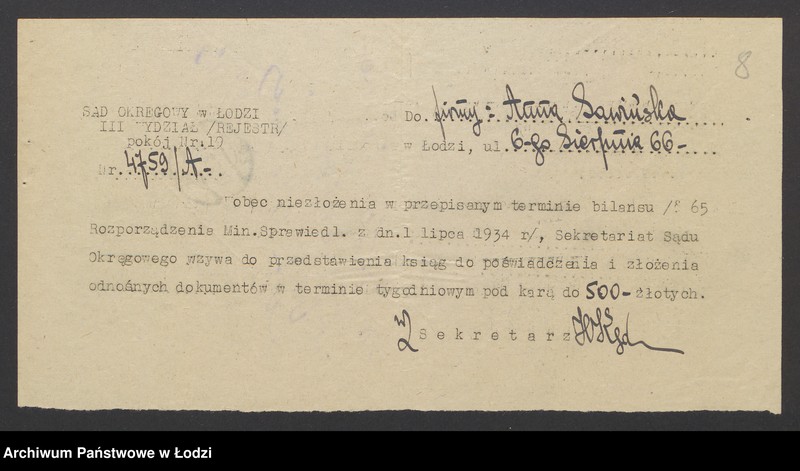 8
SĄD OKRĘGOWY w ŁODZI
III WYDZIAŁ /REJESTR/
pokój Nr.19
Nr. 4759/A-.
Do. firmy: Anna Sawińska
w Łodzi, ul. 6-go Sierpnia 66-
Wobec niezłożenia w przepisanym terminie bilansu /§ 65
Rozporządzenia Min.Sprawiedl. z dn.1 lipca 1934 r/, Sekretariat Sądu
Okręgowego wzywa do przedstawienia ksiąg do poświadczenia i złożenia
odnośnych dokumentów w terminie tygodniowym pod karą do 500- złotych.
Sekretarz
Archiwum Państwowe w Łodzi